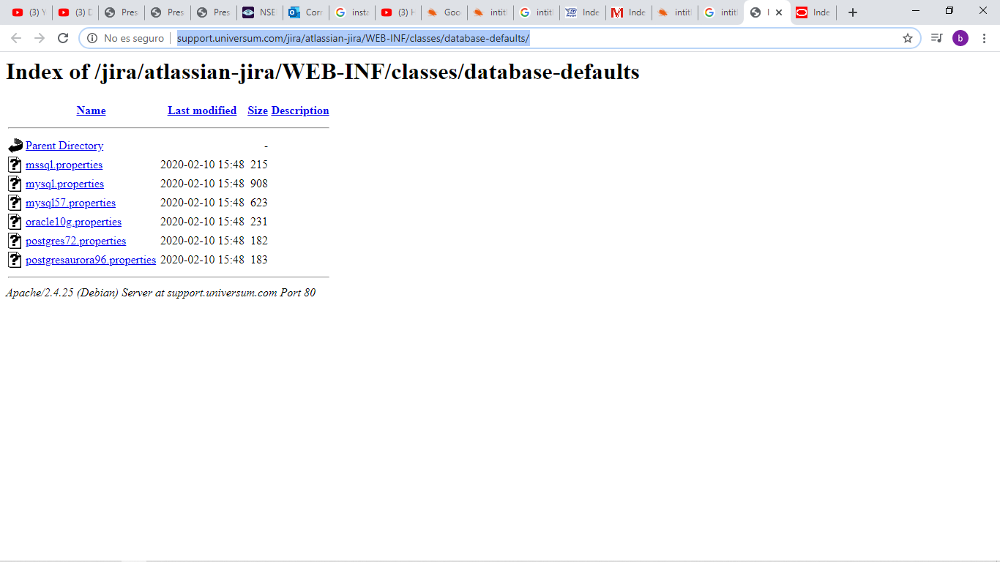 (3) Y (3) D Pres Pres Pres NSE Corr insta (3) H Goo intitl intitl Inde Inde intitl intitl I Inde
No es seguro support.universum.com/jira/atlassian-jira/WEB-INF/classes/database-defaults/ b
Index of /jira/atlassian-jira/WEB-INF/classes/database-defaults
Name Last modified Size Description
Parent Directory -
mssql.properties 2020-02-10 15:48 215
mysql.properties 2020-02-10 15:48 908
mysql57.properties 2020-02-10 15:48 623
oracle10g.properties 2020-02-10 15:48 231
postgres72.properties 2020-02-10 15:48 182
postgresaurora96.properties 2020-02-10 15:48 183
Apache/2.4.25 (Debian) Server at support.universum.com Port 80